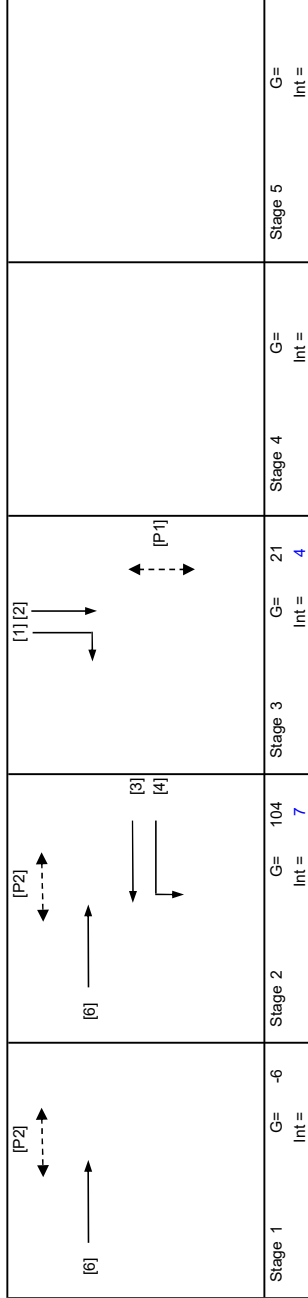 [P2]
[6]
Stage 1 G= -6
Int =
[P2]
[6]
[3]
[4]
Stage 2 G= 104
Int = 7
[1] [2]
[P1]
Stage 3 G= 21
Int = 4
Stage 4 G=
Int =
Stage 5 G=
Int =